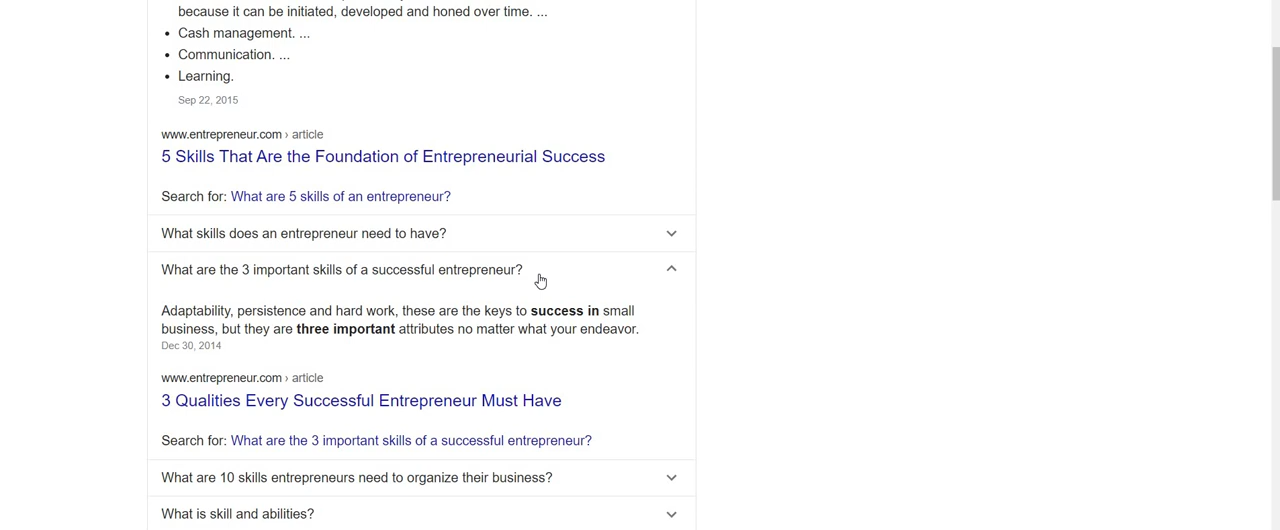 because it can be initiated, developed and honed over time. ...
• Cash management. ...
• Communication. ...
• Learning.
Sep 22, 2015
www.entrepreneur.com › article
5 Skills That Are the Foundation of Entrepreneurial Success
Search for: What are 5 skills of an entrepreneur?
What skills does an entrepreneur need to have?
What are the 3 important skills of a successful entrepreneur?
Adaptability, persistence and hard work, these are the keys to success in small
business, but they are three important attributes no matter what your endeavor.
Dec 30, 2014
www.entrepreneur.com › article
3 Qualities Every Successful Entrepreneur Must Have
Search for: What are the 3 important skills of a successful entrepreneur?
What are 10 skills entrepreneurs need to organize their business?
What is skill and abilities?